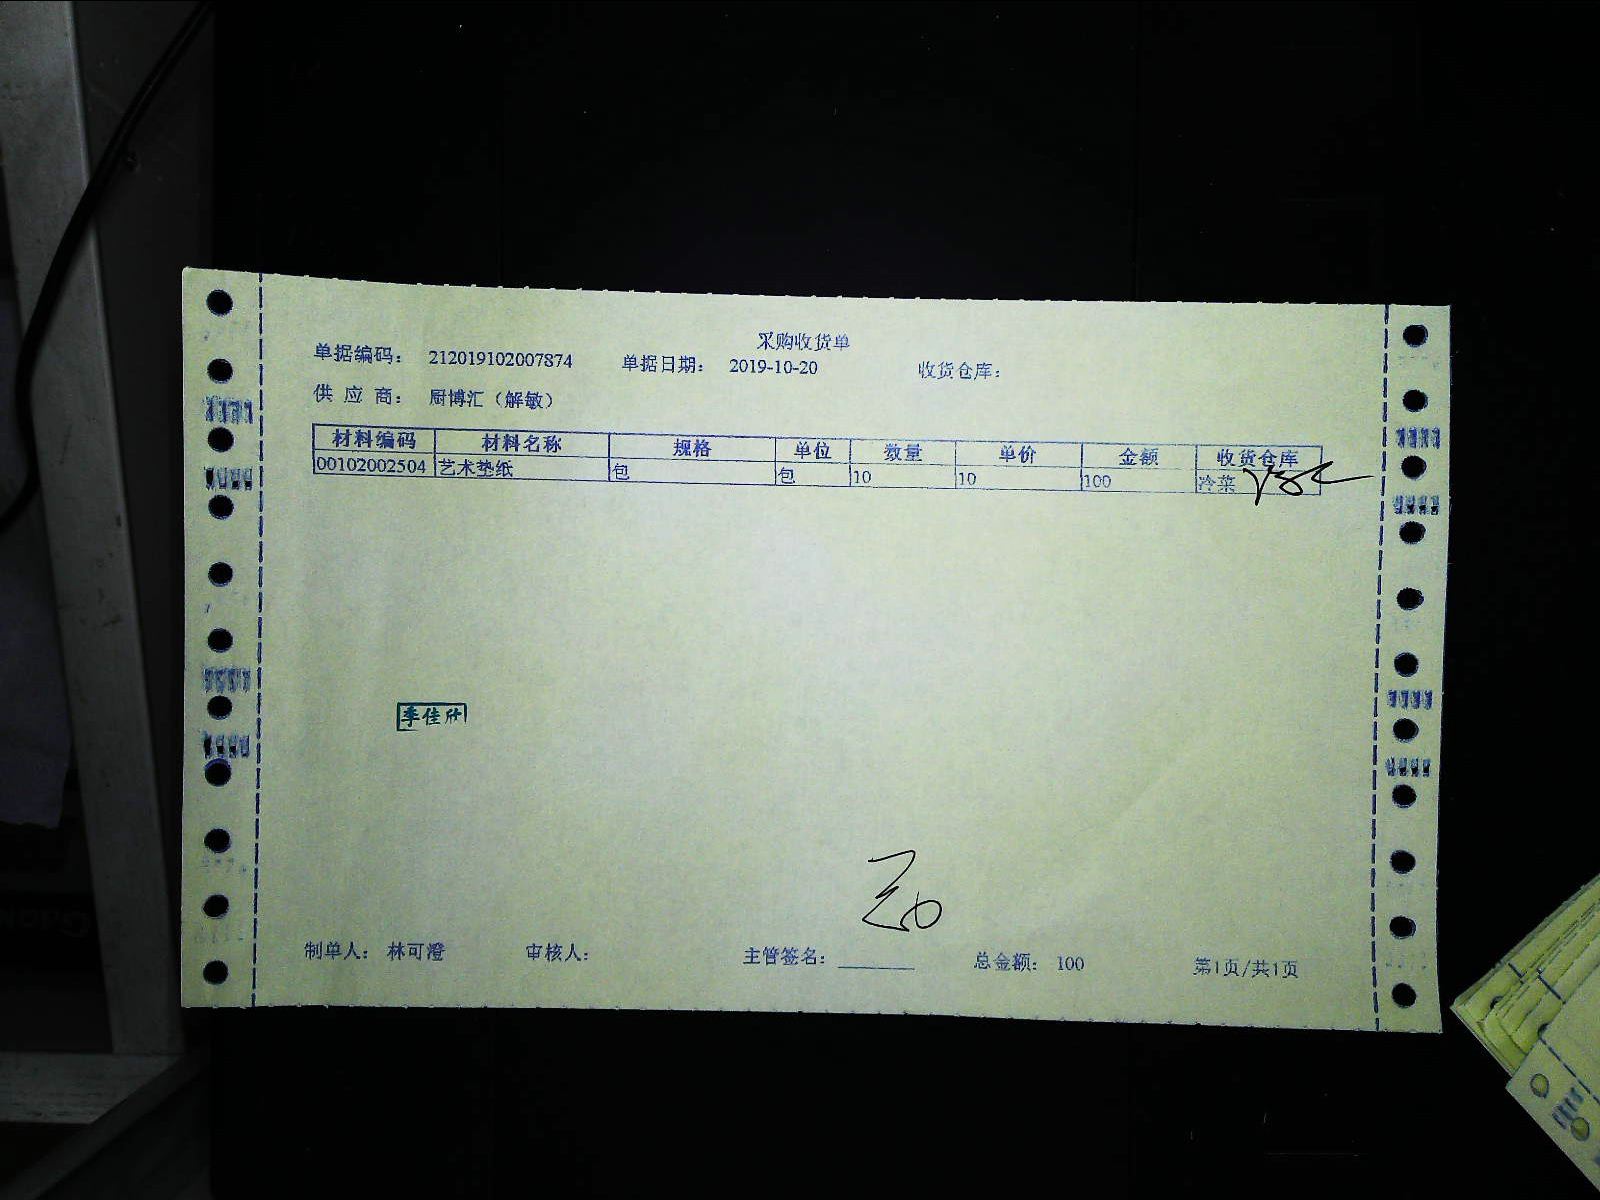 采购收货单
单据编码: 212019102007874 单据日期: 2019-10-20 收货仓库:
供 应 商: 厨博汇（解敏）
材料编码 材料名称 规格 单位 数量 单价 金额 收货仓库
00102002504 艺术垫纸 包 包 10 10 100 冷菜
李佳欣
制单人: 林可澄 审核人: 主管签名: ________ 总金额: 100 第1页/共1页